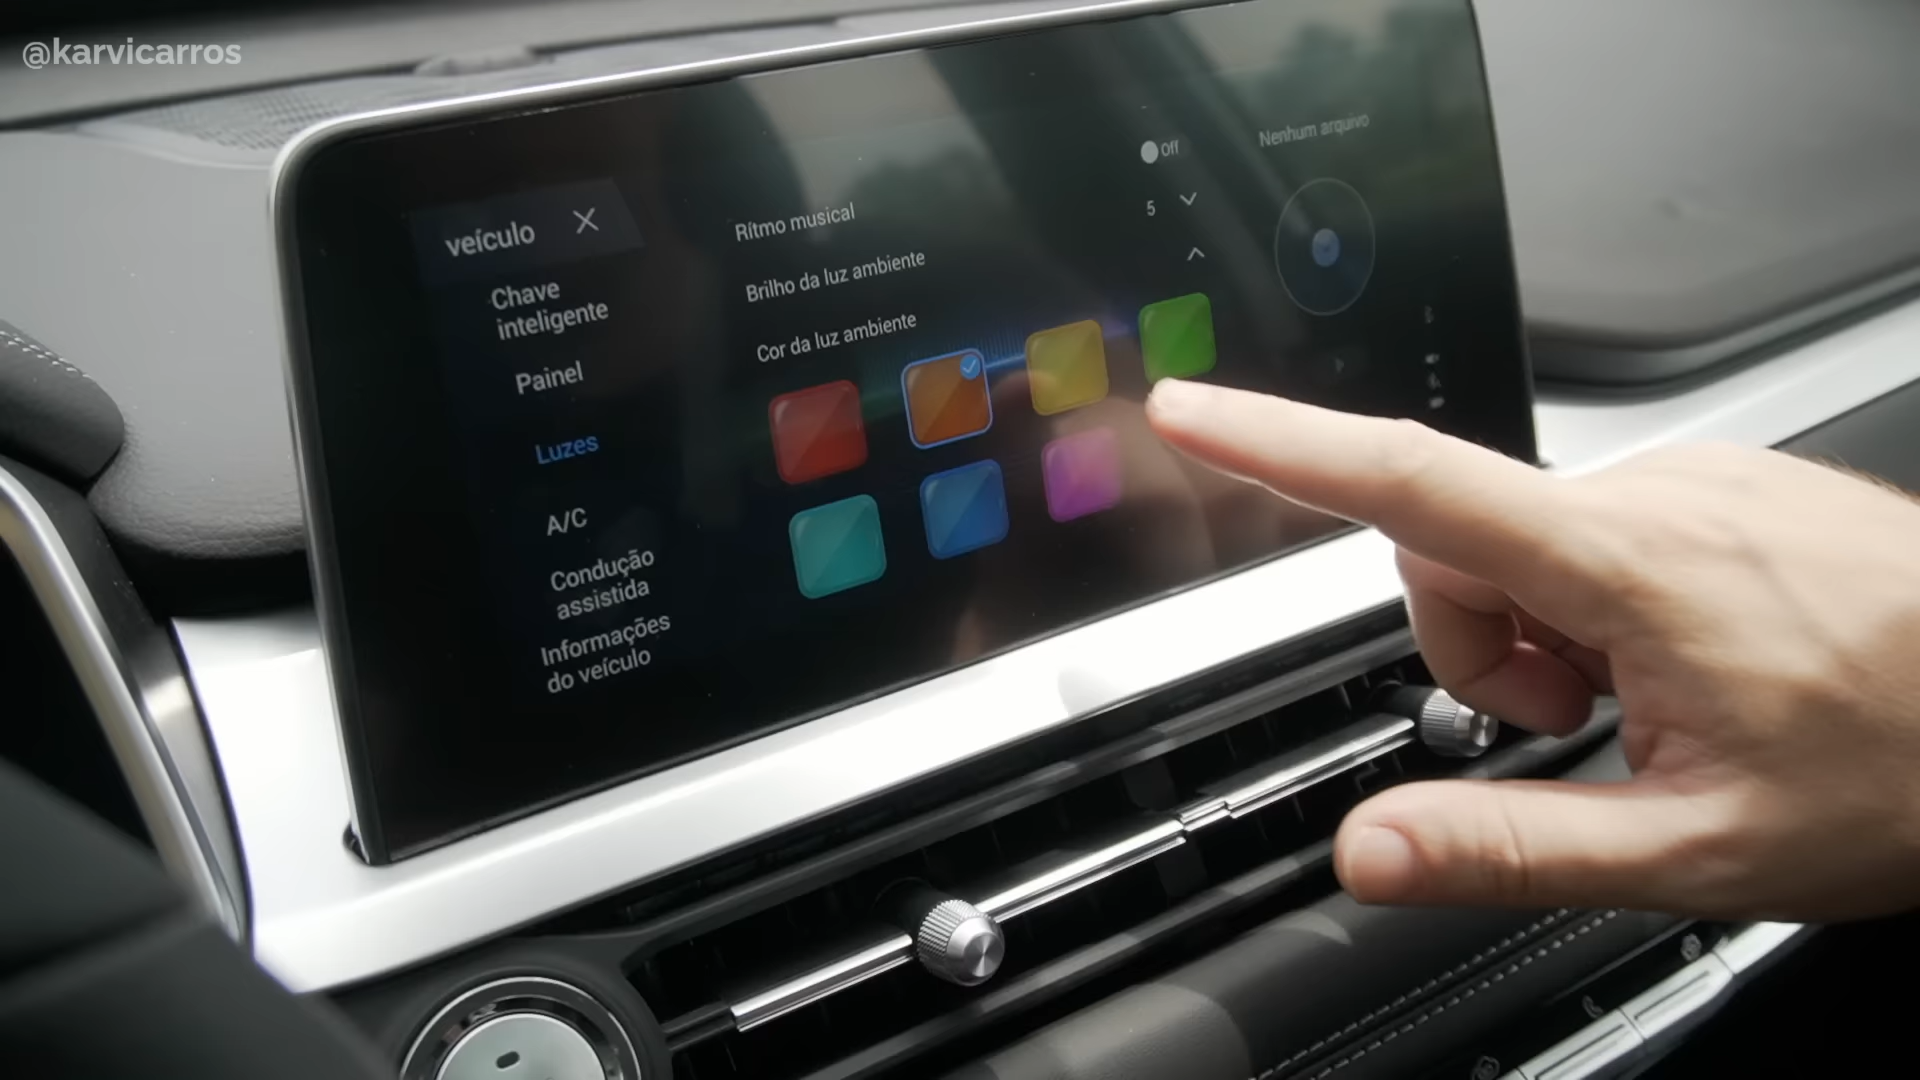 @karvicarros
veículo
Chave
inteligente
Painel
Luzes
A/C
Condução
assistida
Informações
do veículo
Rítmo musical
Off
Brilho da luz ambiente
5
Cor da luz ambiente
Nenhum arquivo